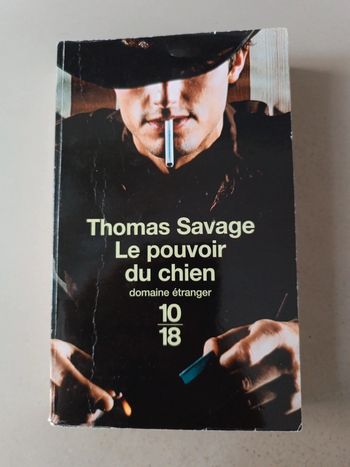 Thomas Savage
Le pouvoir
du chien
domaine étranger
10
18